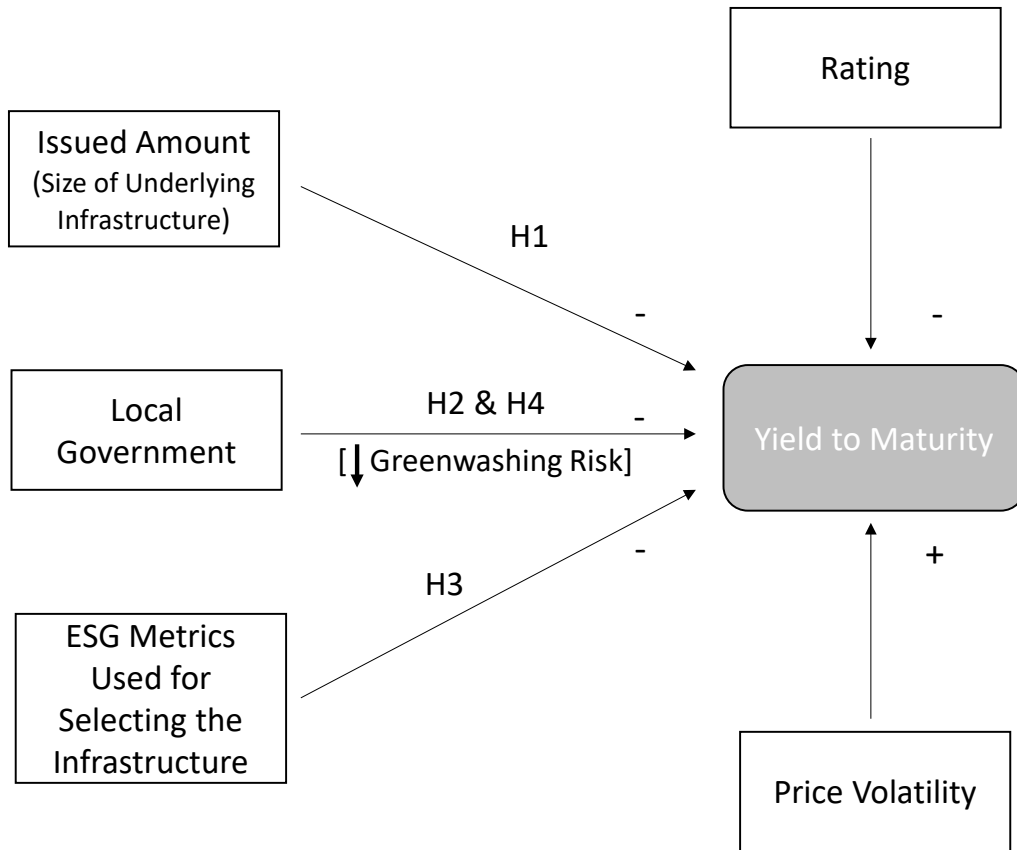 Rating
Issued Amount
(Size of Underlying
Infrastructure)
H1
-
-
Local
Government
H2 & H4
-
[↓ Greenwashing Risk]
Yield to Maturity
-
+
H3
ESG Metrics
Used for
Selecting the
Infrastructure
Price Volatility